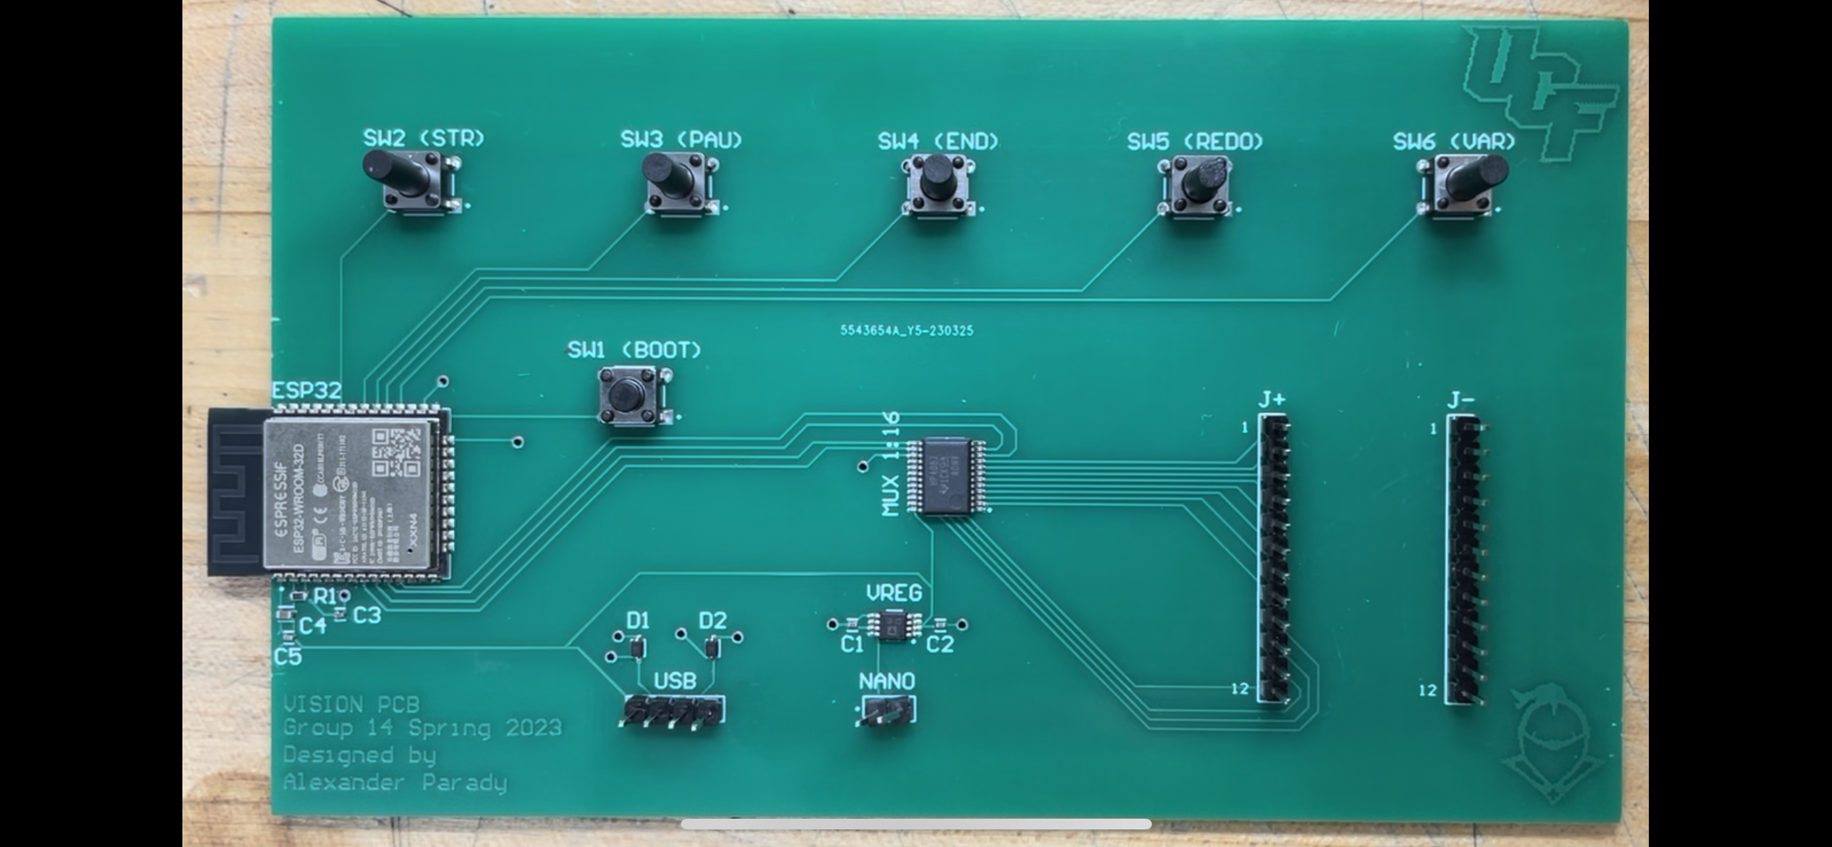 UCF
SW2 (STR)
SW3 (PAU)
SW4 (END)
SW5 (REDO)
SW6 (VAR)
5543654A_Y5-230325
SW1 (BOOT)
ESP32
ESPRESSIF
ESP32-WROOM-32D
CE
XXN4
MUX 1:16
J+
1
12
J-
1
12
R1
C3
C4
C5
D1
D2
USB
VREG
C1
C2
NANO
VISION PCB
Group 14 Spring 2023
Designed by
Alexander Parady